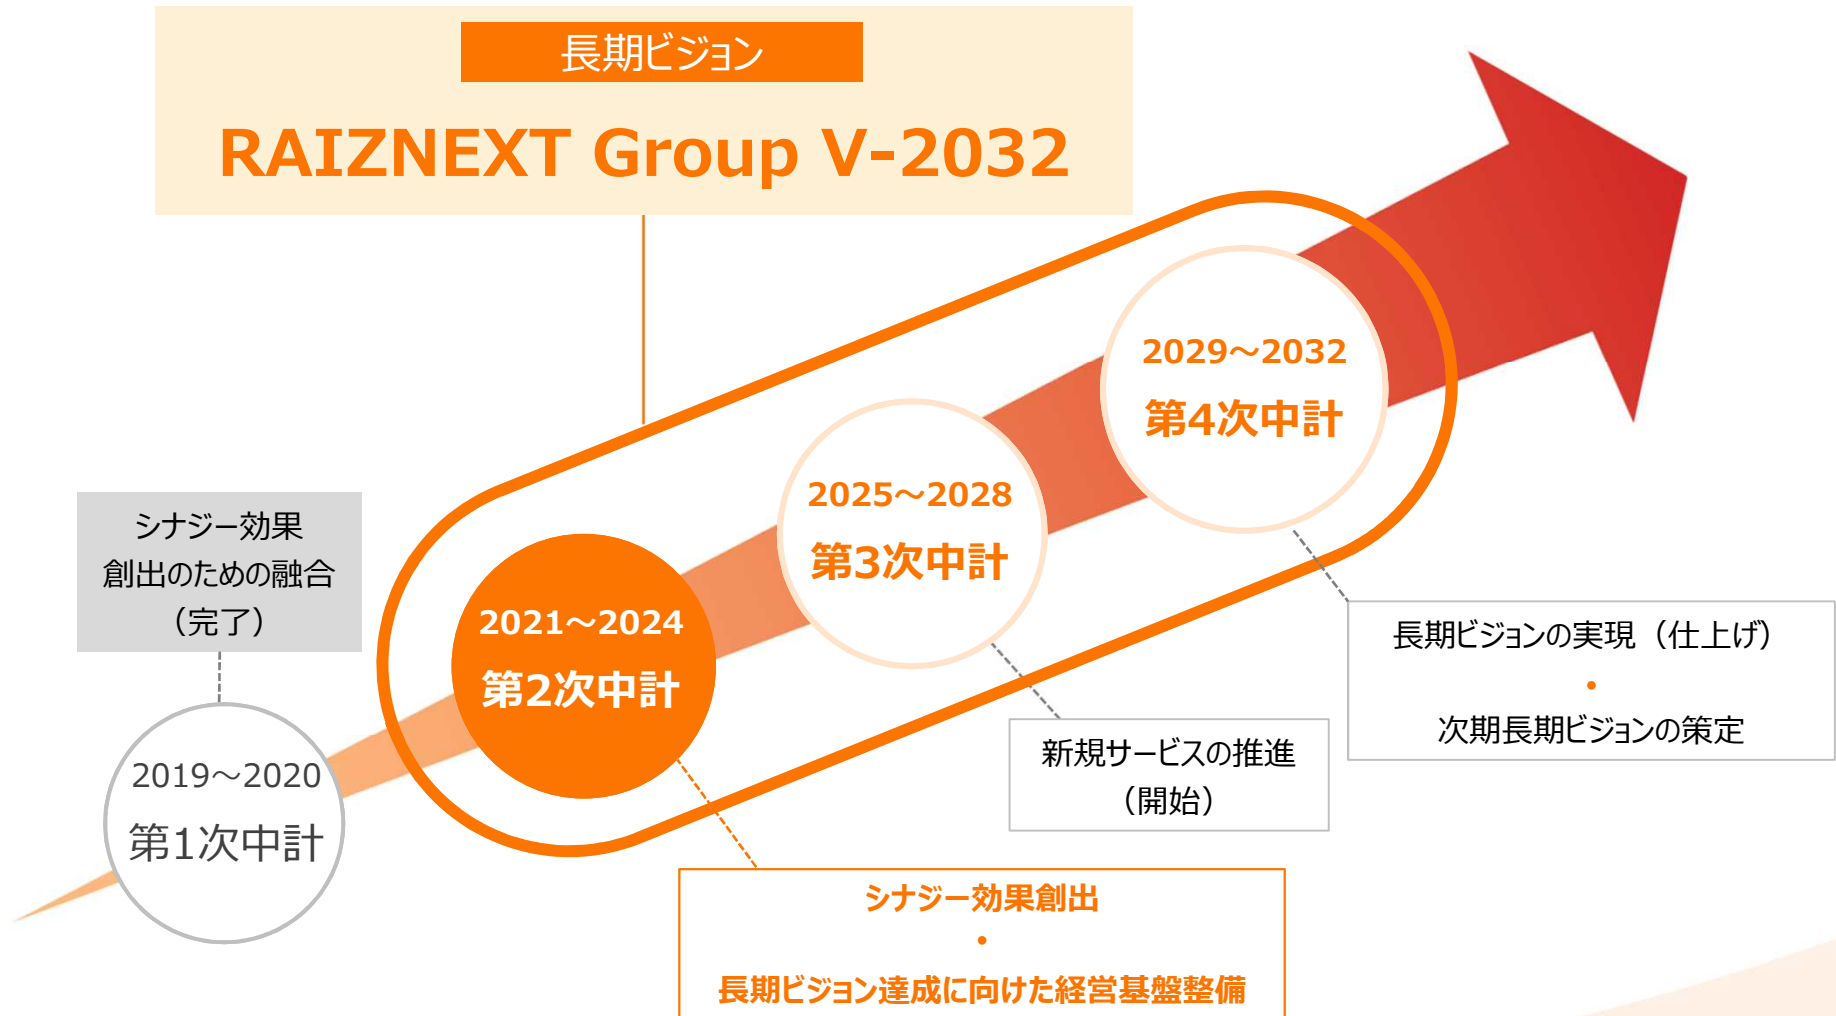 長期ビジョン
RAIZNEXT Group V-2032
2029～2032
第4次中計
2025～2028
第3次中計
シナジー効果
創出のための融合
（完了）
2021～2024
第2次中計
長期ビジョンの実現（仕上げ）
・
次期長期ビジョンの策定
新規サービスの推進
（開始）
2019～2020
第1次中計
シナジー効果創出
・
長期ビジョン達成に向けた経営基盤整備